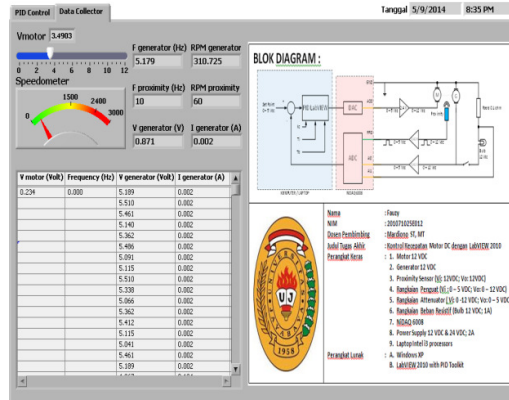 PID Control Data Collector
Tanggal 5/9/2014 8:35 PM
Vmotor 3.4903
0 2 4 6 8 10 12
Speedometer
0 1500 2400 3000
F generator (Hz) RPM generator
5.179 310.725
F proximity (Hz) RPM proximity
10 60
V generator (V) I generator (A)
0.871 0.002
V motor (Volt) Frequency (Hz) V generator (Volt) I generator (A)
0.234 0.000 5.189 0.002
5.510 0.002
5.461 0.002
5.140 0.002
5.362 0.002
5.486 0.002
5.091 0.002
5.115 0.002
5.510 0.002
5.338 0.002
5.066 0.002
5.362 0.002
5.412 0.002
5.115 0.002
5.041 0.002
5.461 0.002
5.189 0.002
BLOK DIAGRAM :
PID LabVIEW
DAC
ADC
KOMPUTER / LAPTOP
NIDAQ 6008
U J
1958
Nama : Fauzy
NIM : 2010710250012
Dosen Pembimbing : Mardiono ST, MT
Judul Tugas Akhir : Kontrol Kecepatan Motor DC dengan LabVIEW 2010
Perangkat Keras : 1. Motor 12 VDC
2. Generator 12 VDC
3. Proximity Sensor (Vi: 12VDC; Vo: 12VDC)
4. Rangkaian Penguat (Vi : 0 – 5 VDC; Vo: 0 – 12 VDC)
5. Rangkaian Attenuator ( Vi: 0 -12 VDC; Vo: 0 – 5 VDC)
6. Rangkaian Beban Resistif (Bulb 12 VDC; 1A)
7. NIDAQ 6008
8. Power Supply 12 VDC & 24 VDC; 2A
9. Laptop Intel i3 processors
Perangkat Lunak : A. Windows XP
B. LabVIEW 2010 with PID Toolkit